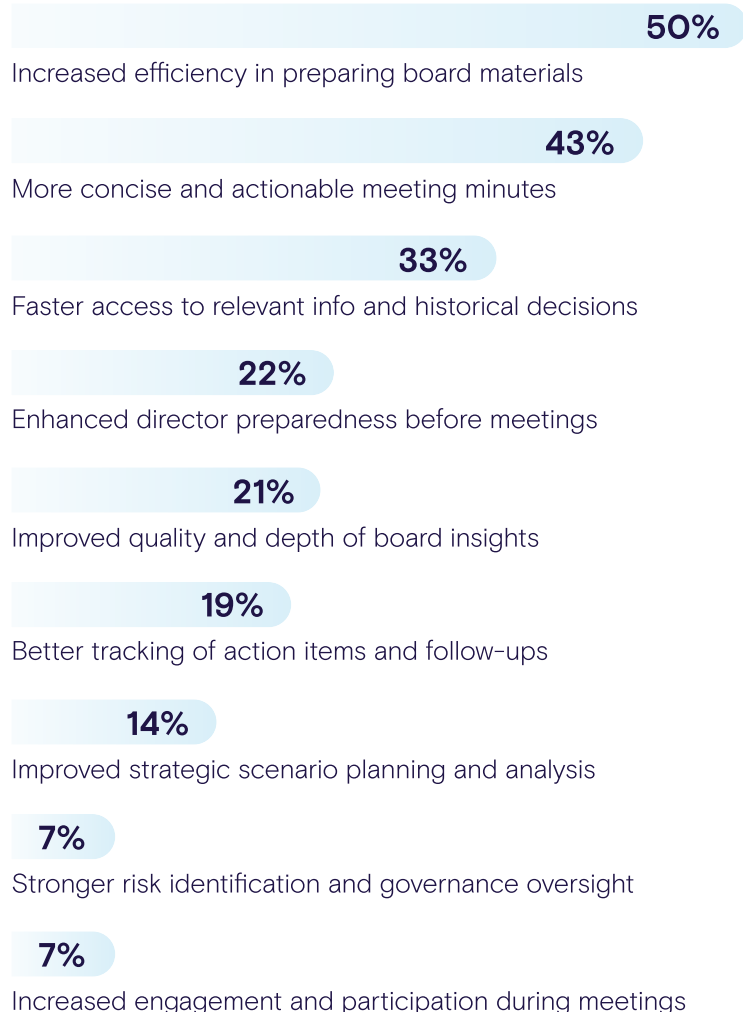 50%
Increased efficiency in preparing board materials
43%
More concise and actionable meeting minutes
33%
Faster access to relevant info and historical decisions
22%
Enhanced director preparedness before meetings
21%
Improved quality and depth of board insights
19%
Better tracking of action items and follow-ups
14%
Improved strategic scenario planning and analysis
7%
Stronger risk identification and governance oversight
7%
Increased engagement and participation during meetings